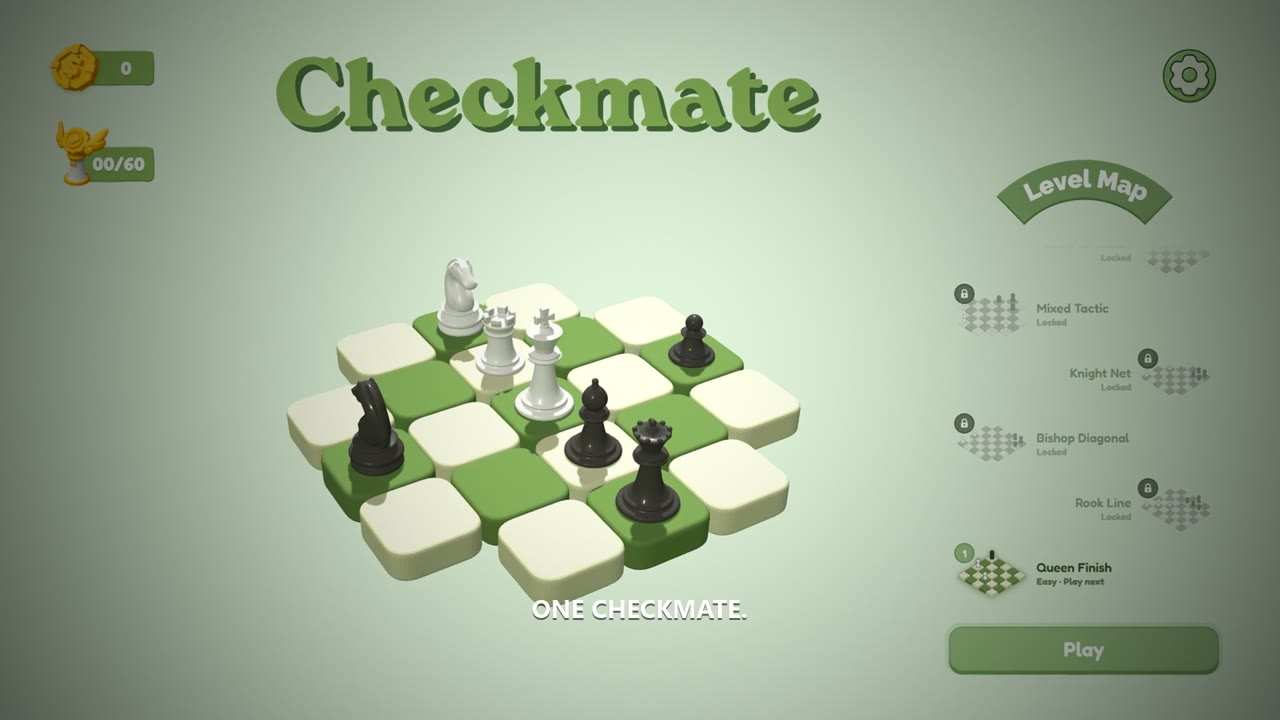 0
Checkmate
00/60
Level Map
Locked
Mixed Tactic
Locked
Knight Net
Locked
Bishop Diagonal
Locked
Rook Line
Locked
1
Queen Finish
Easy · Play next
ONE CHECKMATE.
Play